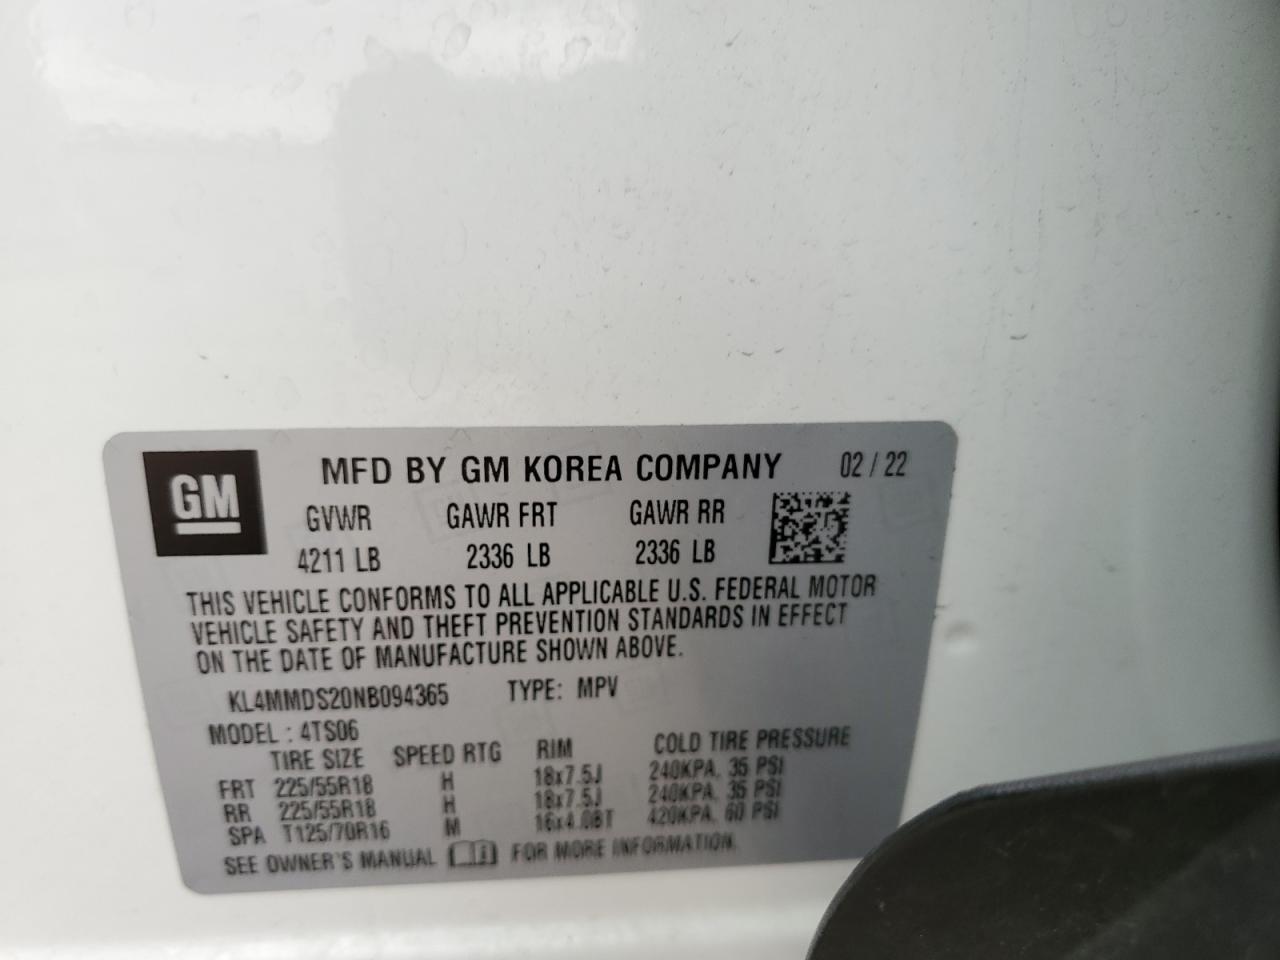 GM
MFD BY GM KOREA COMPANY 02 / 22
GVWR GAWR FRT GAWR RR
4211 LB 2336 LB 2336 LB
THIS VEHICLE CONFORMS TO ALL APPLICABLE U.S. FEDERAL MOTOR
VEHICLE SAFETY AND THEFT PREVENTION STANDARDS IN EFFECT
ON THE DATE OF MANUFACTURE SHOWN ABOVE.
KL4MMDS20NB094365 TYPE: MPV
MODEL : 4TS06
TIRE SIZE SPEED RTG RIM COLD TIRE PRESSURE
FRT 225/55R18 H 18x7.5J 240KPA, 35 PSI
RR 225/55R18 H 18x7.5J 240KPA, 35 PSI
SPA T125/70R16 M 16x4.0BT 420KPA, 60 PSI
SEE OWNER'S MANUAL FOR MORE INFORMATION.